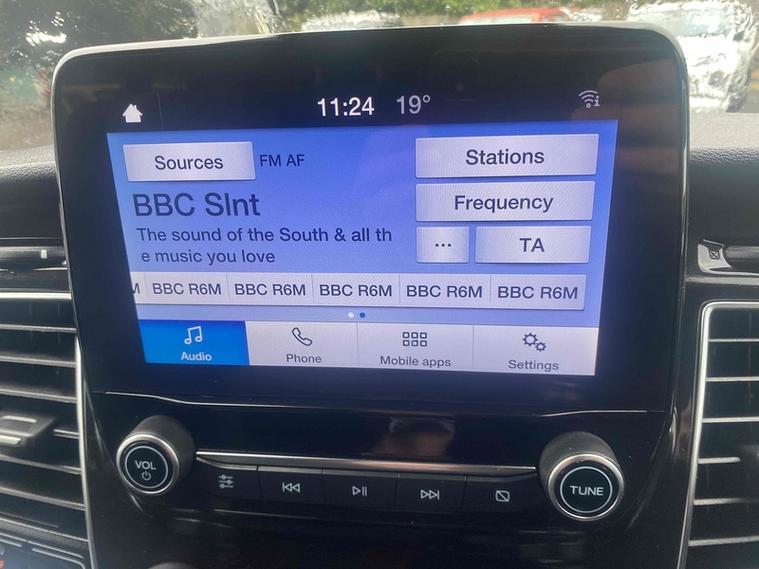 11:24 19°
Sources FM AF Stations
BBC Slnt Frequency
The sound of the South & all th
e music you love
... TA
M BBC R6M BBC R6M BBC R6M BBC R6M BBC R6M
Audio Phone Mobile apps Settings
VOL
TUNE